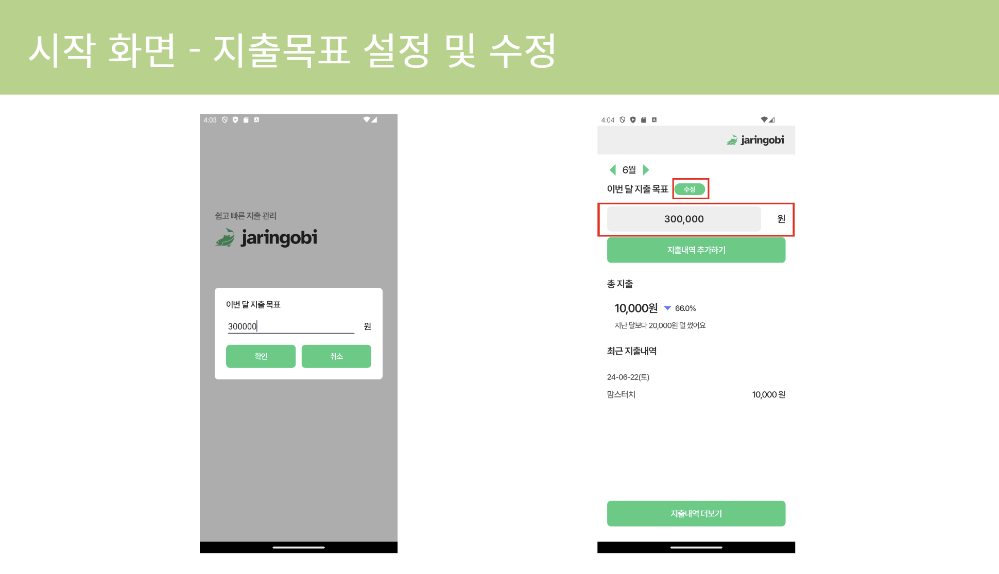 시작 화면 - 지출목표 설정 및 수정
4:03
쉽고 빠른 지출 관리
jaringobi
이번 달 지출 목표
300000 원
확인 취소
4:04
jaringobi
6월
이번 달 지출 목표 수정
300,000 원
지출내역 추가하기
총 지출
10,000원 66.0%
지난 달보다 20,000원 덜 썼어요
최근 지출내역
24-06-22(토)
맘스터치 10,000 원
지출내역 더보기